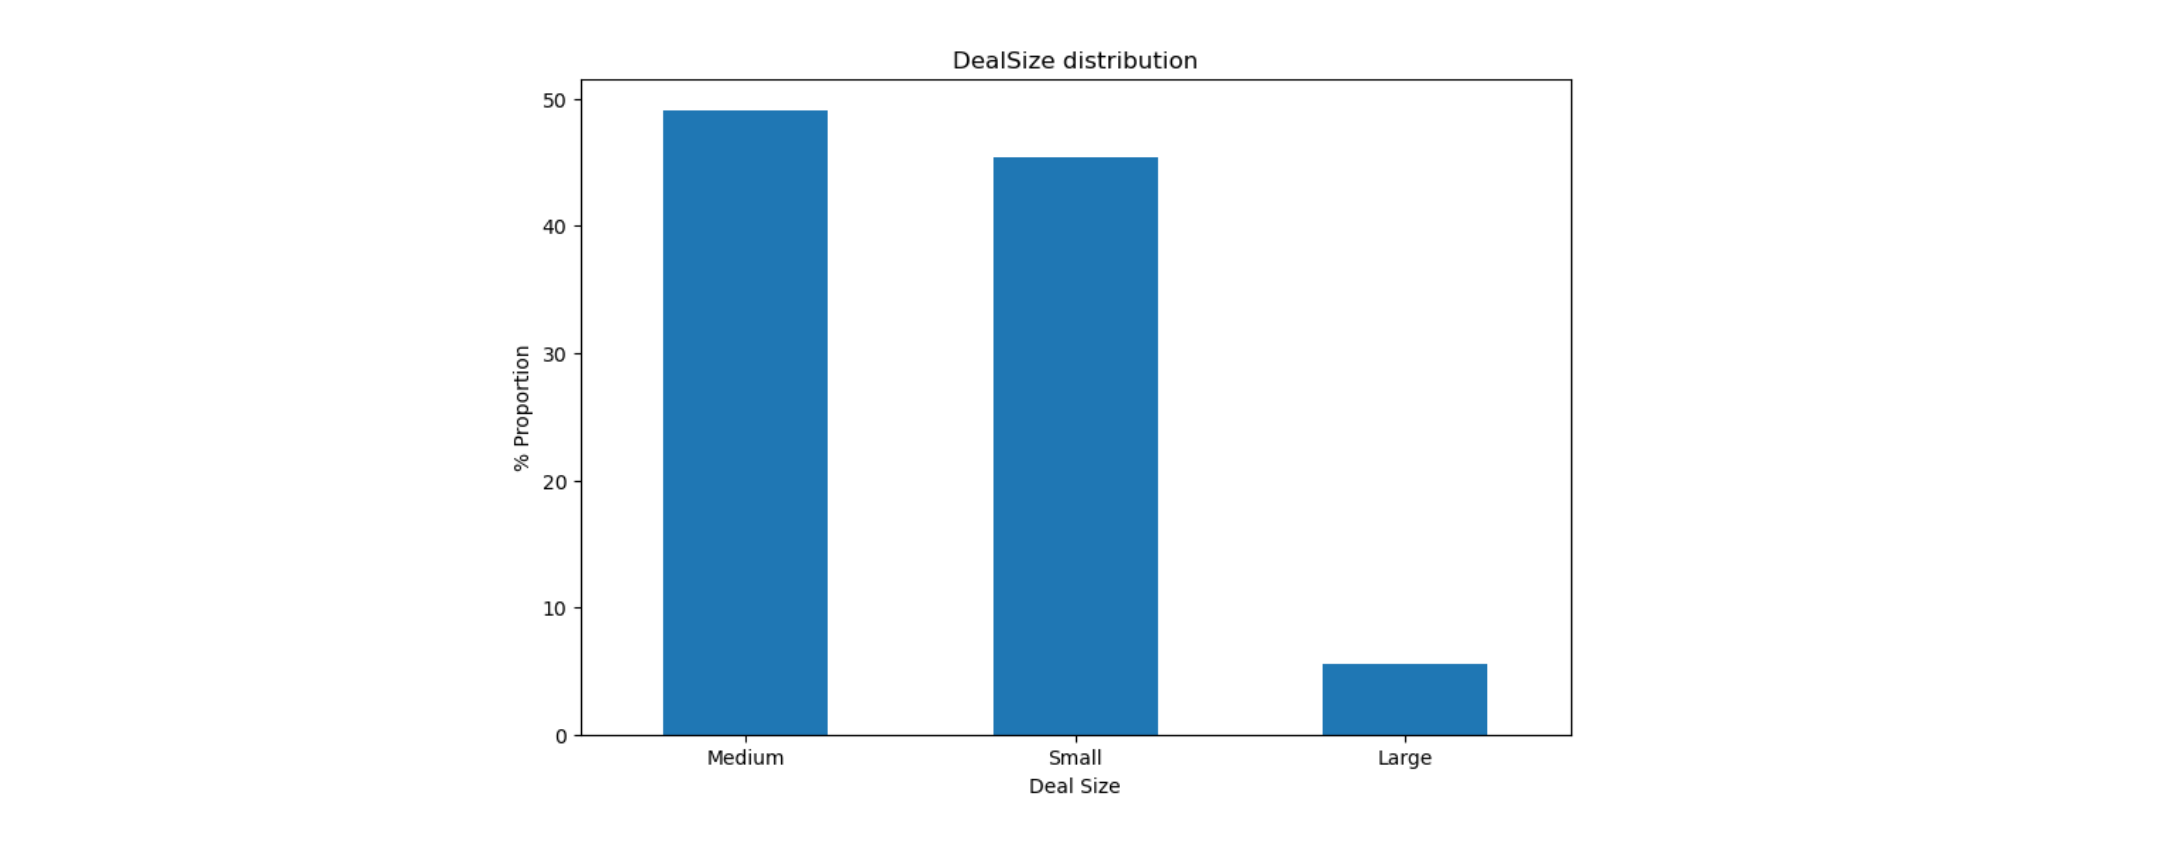 DealSize distribution
% Proportion
50
40
30
20
10
0
Medium
Small
Large
Deal Size